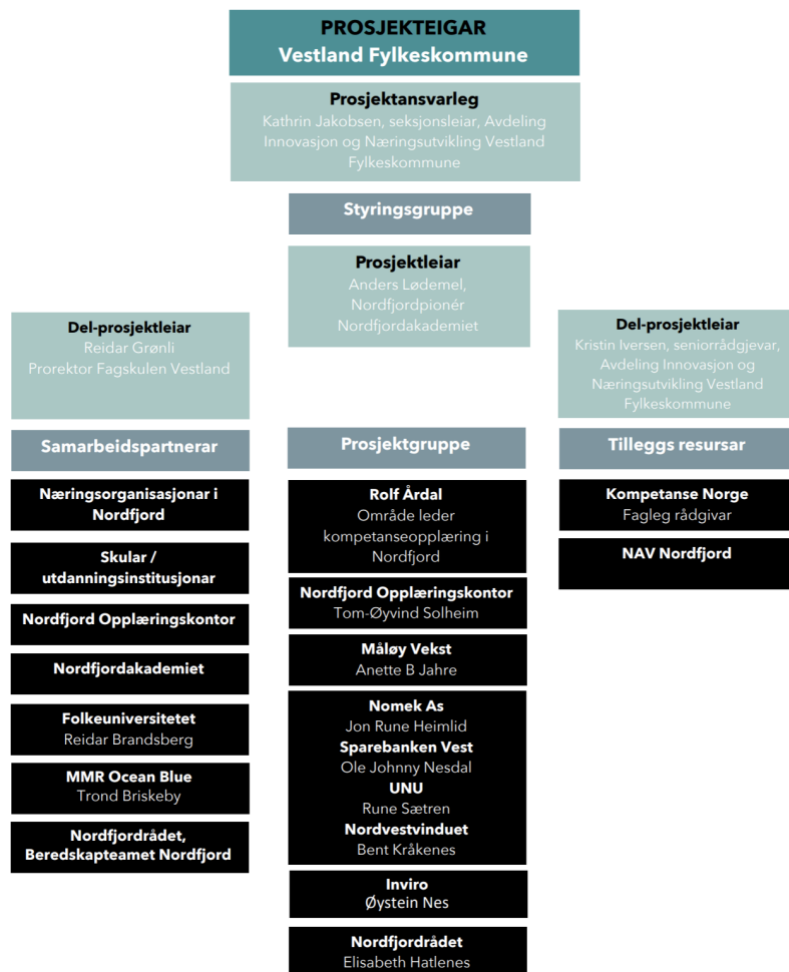 PROSJEKTEIGAR
Vestland Fylkeskommune
Prosjektansvarleg
Kathrin Jakobsen, seksjonsleiar, Avdeling
Innovasjon og Næringsutvikling Vestland
Fylkeskommune
Styringsgruppe
Prosjektleiar
Anders Lødemel,
Nordfjordpionér
Nordfjordakademiet
Del-prosjektleiar
Reidar Grønli
Prorektor Fagskulen Vestland
Del-prosjektleiar
Kristin Iversen, seniorrådgjevar,
Avdeling Innovasjon og
Næringsutvikling Vestland
Fylkeskommune
Samarbeidspartnerar
Næringsorganisasjonar i
Nordfjord
Skular /
utdanningsinstitusjonar
Nordfjord Opplæringskontor
Nordfjordakademiet
Folkeuniversitetet
Reidar Brandsberg
MMR Ocean Blue
Trond Briskeby
Nordfjordrådet,
Beredskapteamet Nordfjord
Prosjektgruppe
Rolf Årdal
Område leder
kompetanseopplæring i
Nordfjord
Nordfjord Opplæringskontor
Tom-Øyvind Solheim
Måløy Vekst
Anette B Jahre
Nomek As
Jon Rune Heimlid
Sparebanken Vest
Ole Johnny Nesdal
UNU
Rune Sætren
Nordvestvinduet
Bent Kråkenes
Inviro
Øystein Nes
Nordfjordrådet
Elisabeth Hatlenes
Tilleggs resursar
Kompetanse Norge
Fagleg rådgivar
NAV Nordfjord